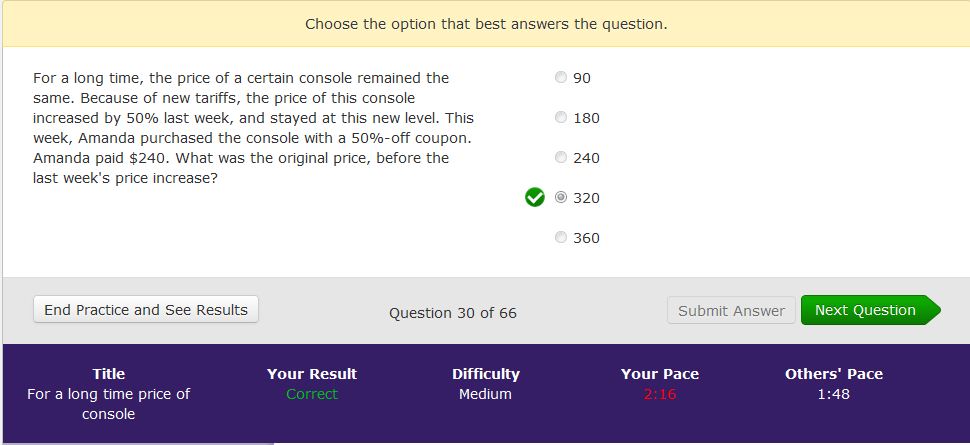 Choose the option that best answers the question.
For a long time, the price of a certain console remained the
same. Because of new tariffs, the price of this console
increased by 50% last week, and stayed at this new level. This
week, Amanda purchased the console with a 50%-off coupon.
Amanda paid $240. What was the original price, before the
last week's price increase?
90
180
240
320
360
End Practice and See Results
Question 30 of 66
Submit Answer
Next Question
Title
Your Result
Difficulty
Your Pace
Others' Pace
For a long time price of
console
Correct
Medium
2:16
1:48